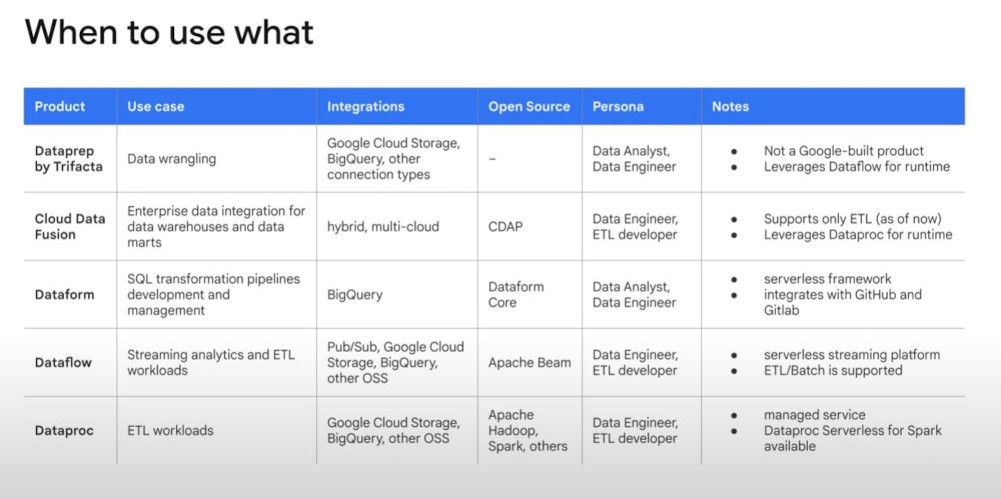 When to use what
Product Use case Integrations Open Source Persona Notes
Dataprep
by Trifacta
Data wrangling
Google Cloud Storage,
BigQuery, other
connection types
–
Data Analyst,
Data Engineer
● Not a Google-built product
● Leverages Dataflow for runtime
Cloud Data
Fusion
Enterprise data integration for
data warehouses and data
marts
hybrid, multi-cloud
CDAP
Data Engineer,
ETL developer
● Supports only ETL (as of now)
● Leverages Dataproc for runtime
Dataform
SQL transformation pipelines
development and
management
BigQuery
Dataform
Core
Data Analyst,
Data Engineer
● serverless framework
● integrates with GitHub and
Gitlab
Dataflow
Streaming analytics and ETL
workloads
Pub/Sub, Google Cloud
Storage, BigQuery,
other OSS
Apache Beam
Data Engineer,
ETL developer
● serverless streaming platform
● ETL/Batch is supported
Dataproc
ETL workloads
Google Cloud Storage,
BigQuery, other OSS
Apache
Hadoop,
Spark, others
Data Engineer,
ETL developer
● managed service
● Dataproc Serverless for Spark
available